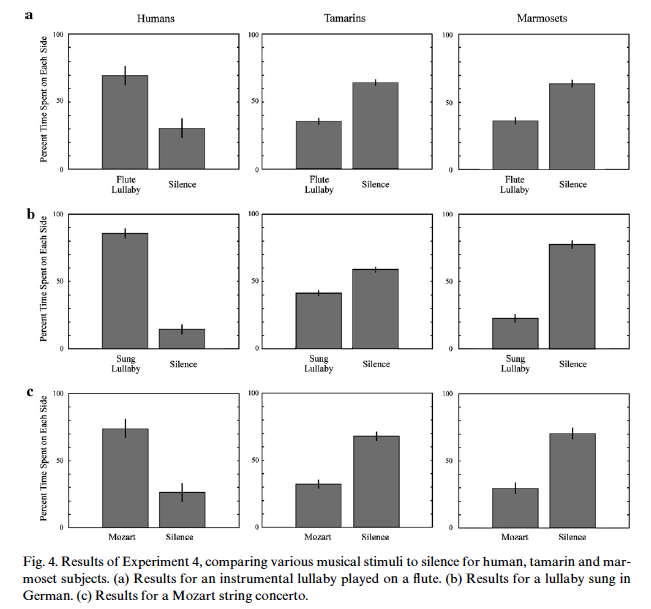 a
Humans
Tamarins
Marmosets
Percent Time Spent on Each Side
100
50
0
Flute
Lullaby
Silence
100
50
0
Flute
Lullaby
Silence
100
50
0
Flute
Lullaby
Silence
b
Percent Time Spent on Each Side
100
50
0
Sung
Lullaby
Silence
100
50
0
Sung
Lullaby
Silence
100
50
0
Sung
Lullaby
Silence
c
Percent Time Spent on Each Side
100
50
0
Mozart
Silence
100
50
0
Mozart
Silence
100
50
0
Mozart
Silence
Fig. 4. Results of Experiment 4, comparing various musical stimuli to silence for human, tamarin and mar-
moset subjects. (a) Results for an instrumental lullaby played on a flute. (b) Results for a lullaby sung in
German. (c) Results for a Mozart string concerto.